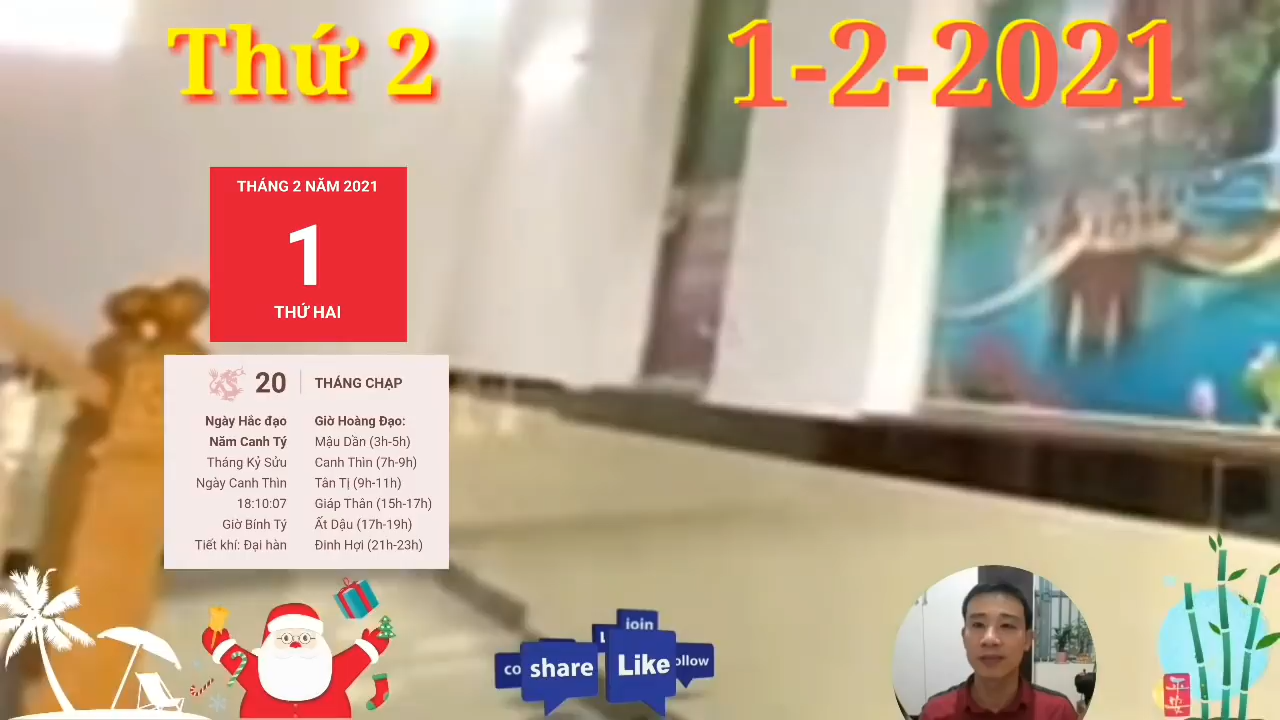 Thứ 2
1-2-2021
THÁNG 2 NĂM 2021
1
THỨ HAI
20
THÁNG CHẠP
Ngày Hắc đạo
Năm Canh Tý
Tháng Kỷ Sửu
Ngày Canh Thìn
18:10:07
Giờ Bính Tý
Tiết khí: Đại hàn
Giờ Hoàng Đạo:
Mậu Dần (3h-5h)
Canh Thìn (7h-9h)
Tân Tị (9h-11h)
Giáp Thân (15h-17h)
Ất Dậu (17h-19h)
Đinh Hợi (21h-23h)
join
co
share
Like
ollow